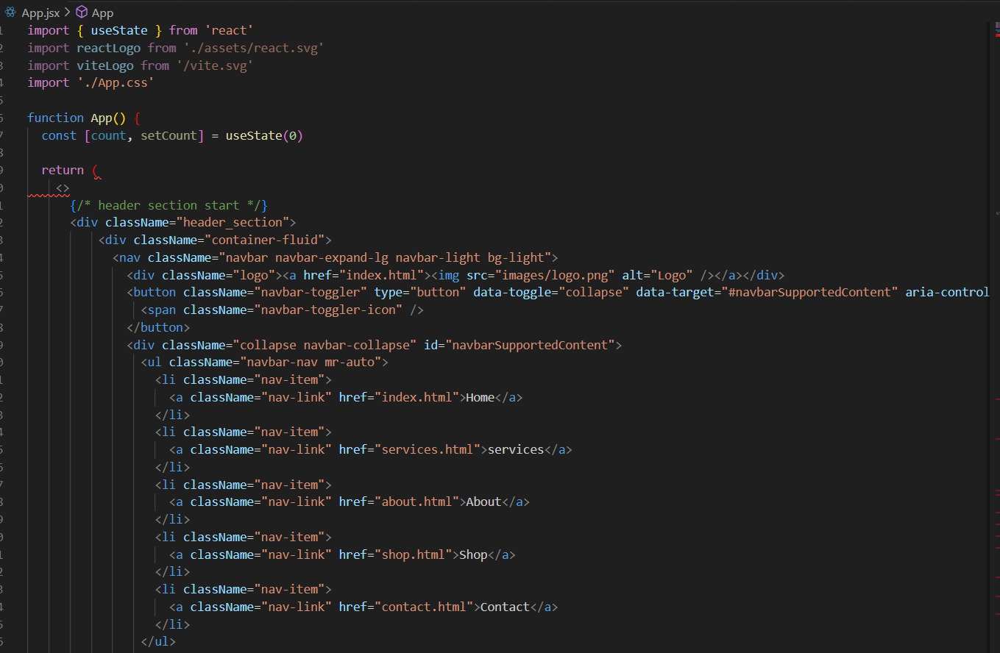 App.jsx > App
import { useState } from 'react'
import reactLogo from './assets/react.svg'
import viteLogo from '/vite.svg'
import './App.css'
function App() {
const [count, setCount] = useState(0)
return (
<>
{/* header section start */}
<div className="header_section">
<div className="container-fluid">
<nav className="navbar navbar-expand-lg navbar-light bg-light">
<div className="logo"><a href="index.html"><img src="images/logo.png" alt="Logo" /></a></div>
<button className="navbar-toggler" type="button" data-toggle="collapse" data-target="#navbarSupportedContent" aria-control
<span className="navbar-toggler-icon" />
</button>
<div className="collapse navbar-collapse" id="navbarSupportedContent">
<ul className="navbar-nav mr-auto">
<li className="nav-item">
<a className="nav-link" href="index.html">Home</a>
</li>
<li className="nav-item">
<a className="nav-link" href="services.html">services</a>
</li>
<li className="nav-item">
<a className="nav-link" href="about.html">About</a>
</li>
<li className="nav-item">
<a className="nav-link" href="shop.html">Shop</a>
</li>
<li className="nav-item">
<a className="nav-link" href="contact.html">Contact</a>
</li>
</ul>